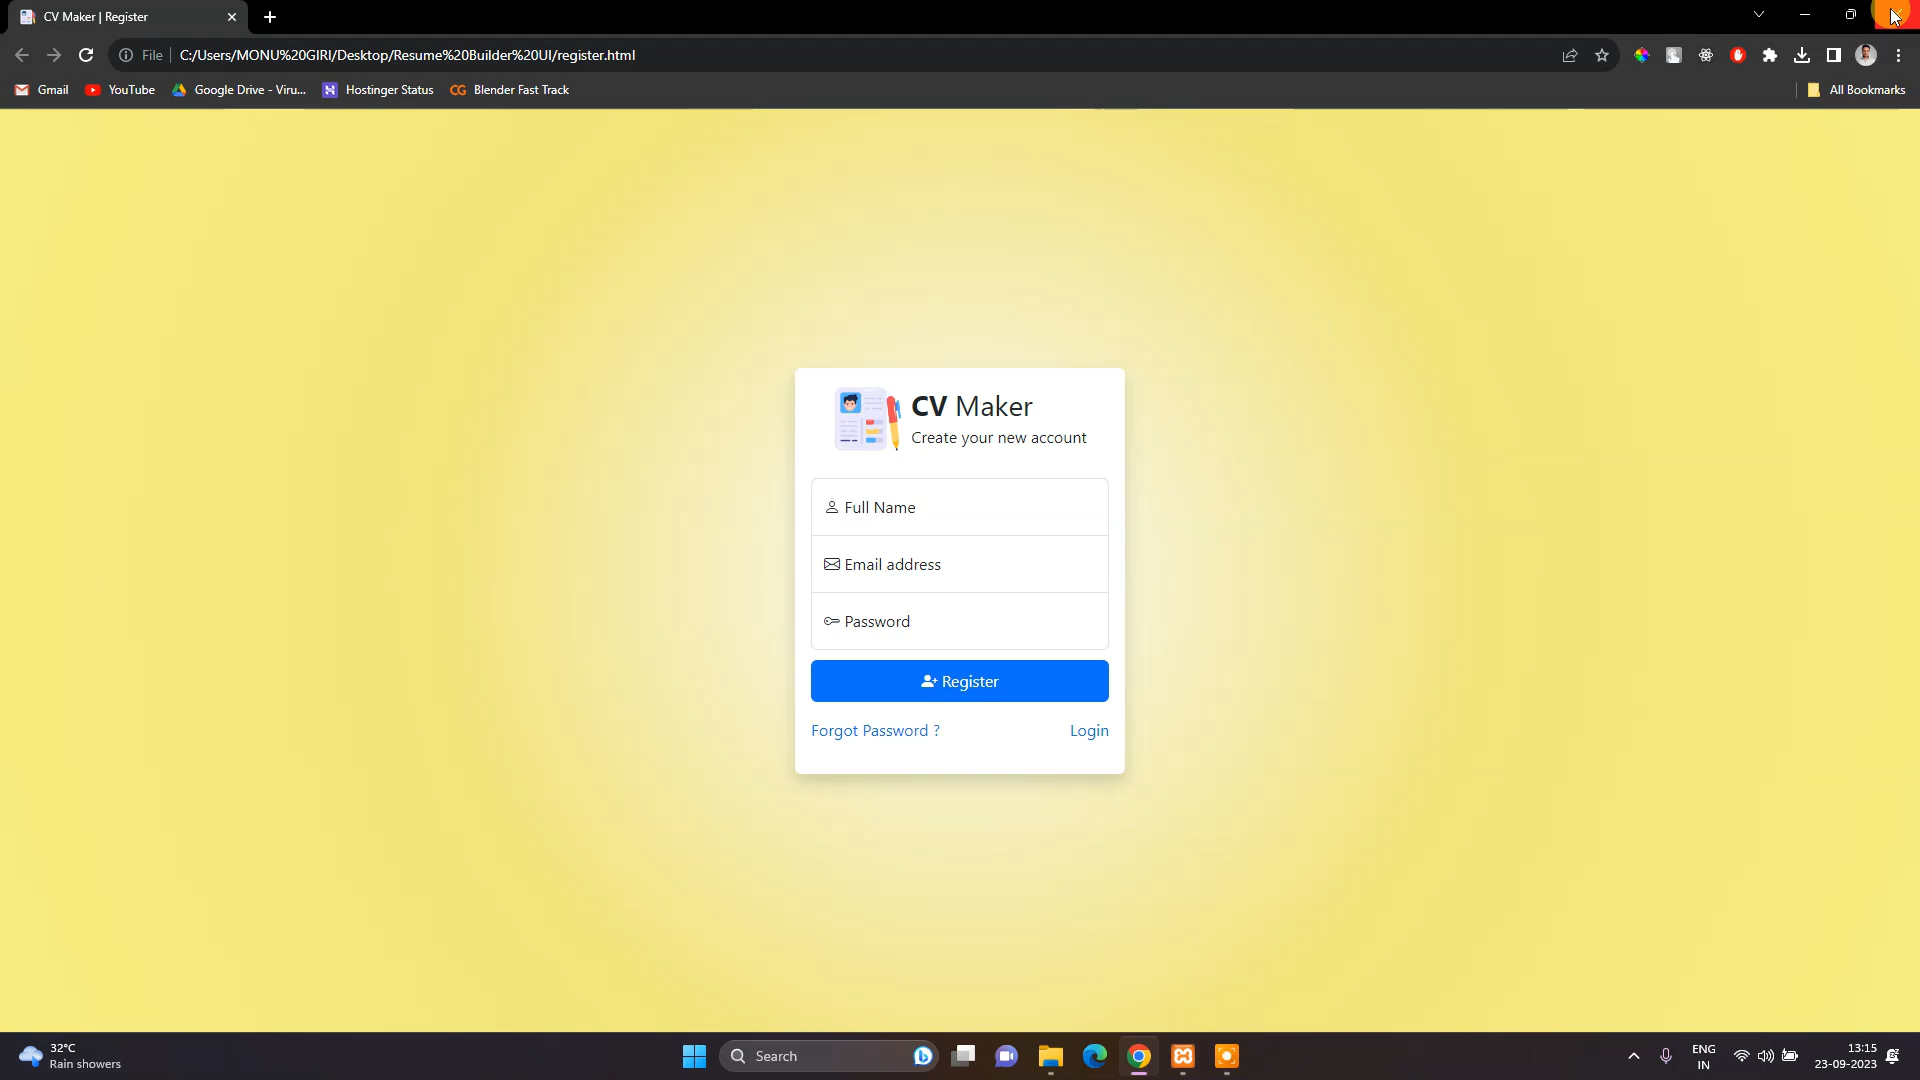 CV Maker | Register
File
C:/Users/MONU%20GIRI/Desktop/Resume%20Builder%20UI/register.html
Gmail
YouTube
Google Drive - Viru...
Hostinger Status
CG Blender Fast Track
All Bookmarks
CV Maker
Create your new account
Full Name
Email address
Password
Register
Forgot Password ?
Login
32°C
Rain showers
Search
ENG
IN
13:15
23-09-2023